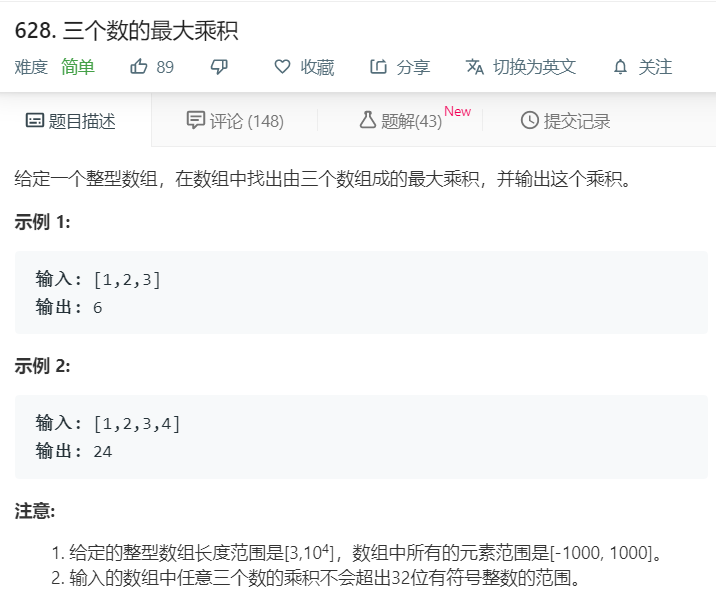 628. 三个数的最大乘积
难度 简单 89 收藏 分享 切换为英文 关注
题目描述 评论 (148) 题解(43) New 提交记录
给定一个整型数组，在数组中找出由三个数组成的最大乘积，并输出这个乘积。
示例 1:
输入: [1,2,3]
输出: 6
示例 2:
输入: [1,2,3,4]
输出: 24
注意:
1. 给定的整型数组长度范围是[3,10⁴]，数组中所有的元素范围是[-1000, 1000]。
2. 输入的数组中任意三个数的乘积不会超出32位有符号整数的范围。